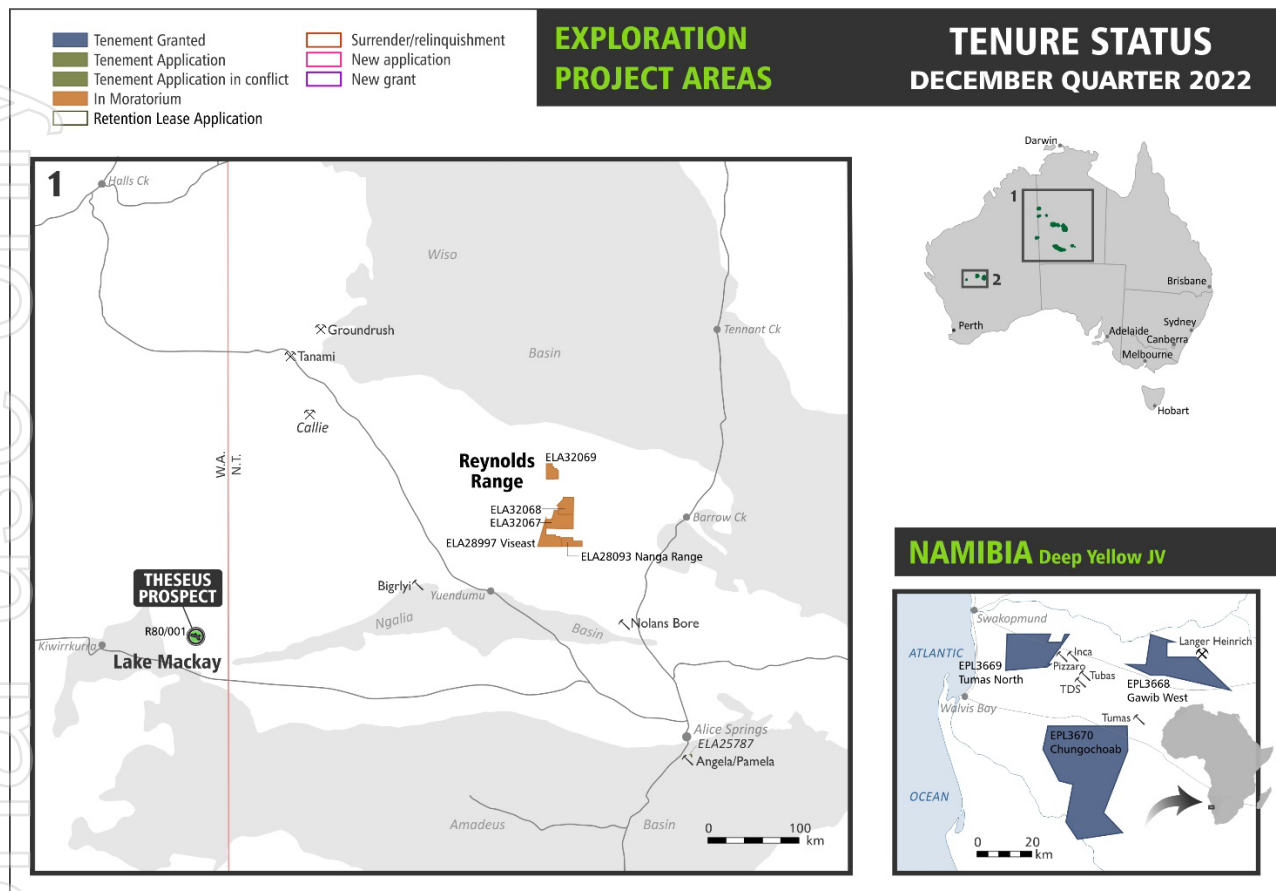 Tenement Granted
Tenement Application
Tenement Application in conflict
In Moratorium
Retention Lease Application
Surrender/relinquishment
New application
New grant
EXPLORATION
PROJECT AREAS
TENURE STATUS
DECEMBER QUARTER 2022
1
Halls Ck
Wiso
Basin
Groundrush
Tanami
Callie
Tennant Ck
W.A.
N.T.
Reynolds
Range
ELA32069
ELA32068
ELA32067
ELA28997 Viseast
ELA28093 Nanga Range
Barrow Ck
THESEUS
PROSPECT
R80/001
Kiwirrkurra
Lake Mackay
Bigrlyi
Yuendumu
Ngalia
Basin
Nolans Bore
Alice Springs
ELA25787
Angela/Pamela
Amadeus
Basin
0 100
km
Darwin
1
2
Brisbane
Perth
Adelaide
Sydney
Canberra
Melbourne
Hobart
NAMIBIA Deep Yellow JV
Swakopmund
ATLANTIC
EPL3669
Tumas North
Inca
Pizzaro
Tubas
TDS
Langer Heinrich
EPL3668
Gawib West
Walvis Bay
Tumas
EPL3670
Chungochoab
OCEAN
0 20
km